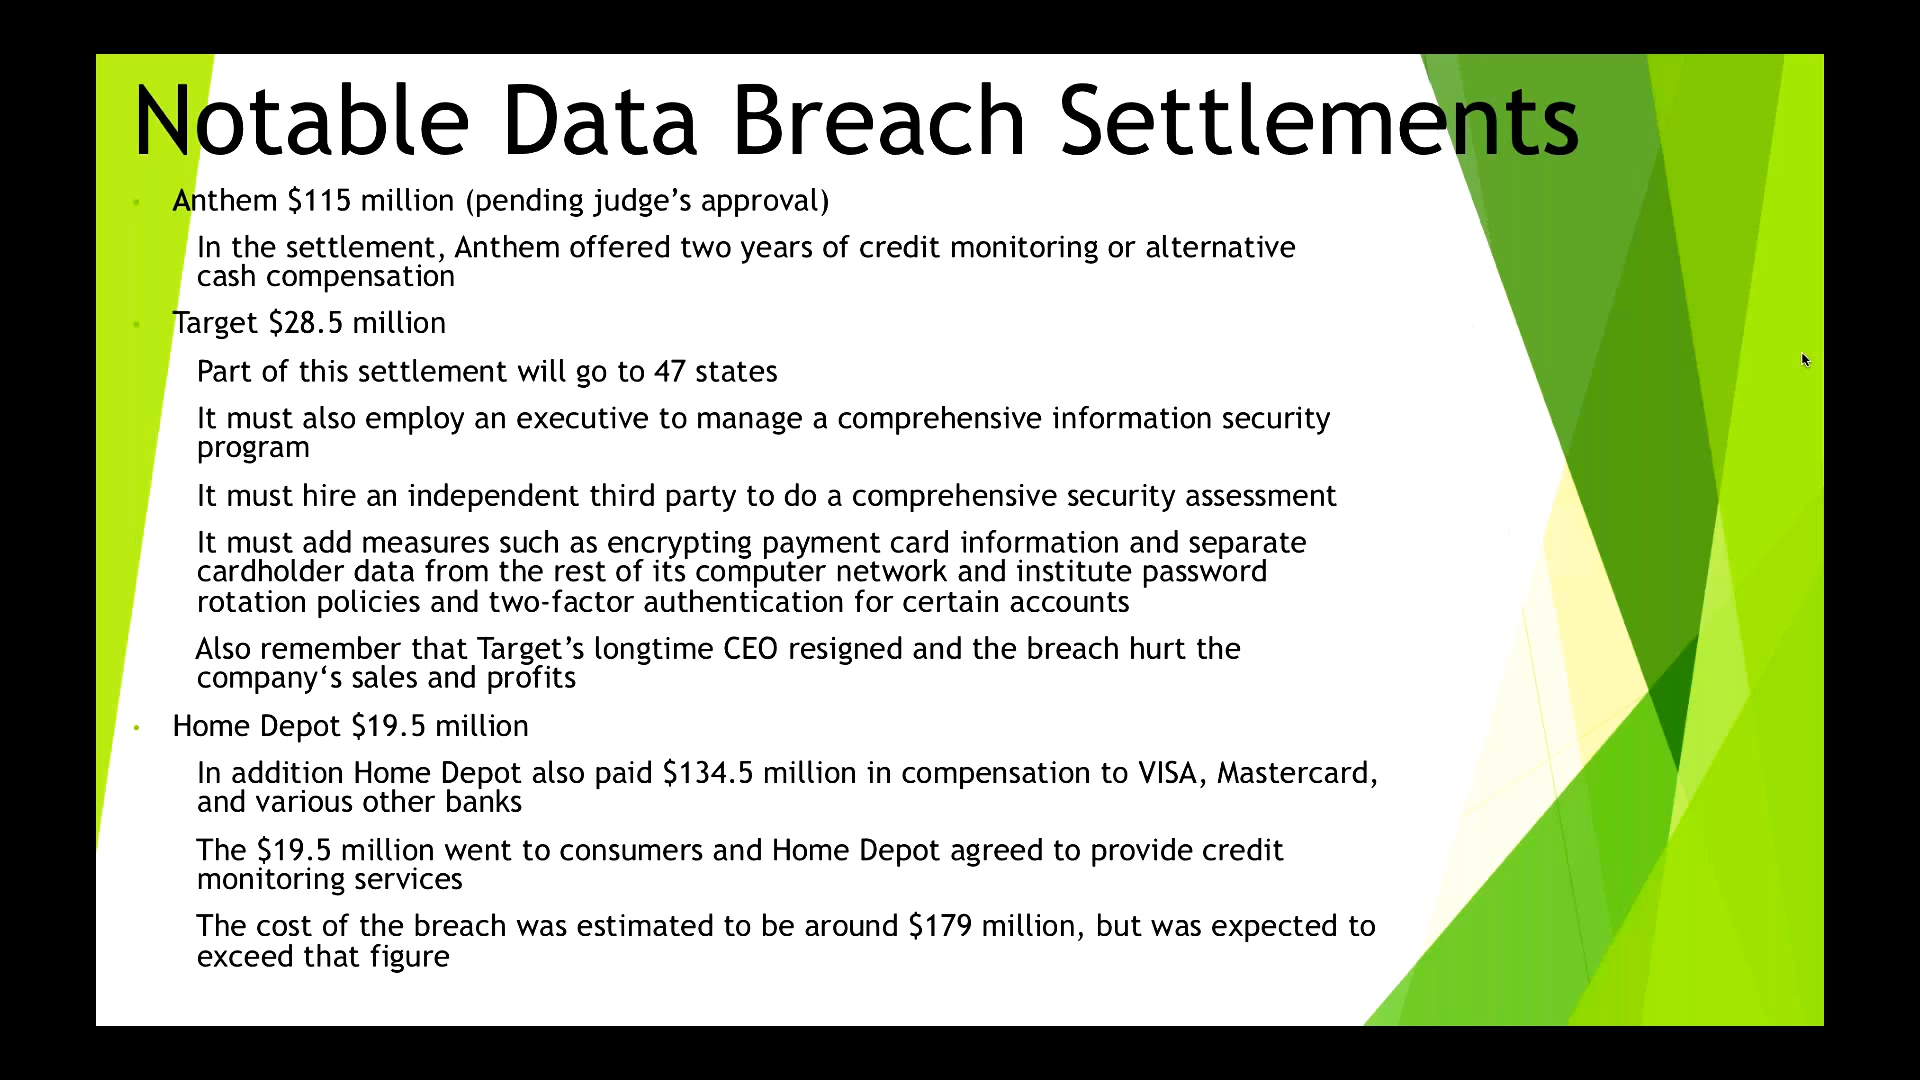 Notable Data Breach Settlements
• Anthem $115 million (pending judge’s approval)
In the settlement, Anthem offered two years of credit monitoring or alternative
cash compensation
• Target $28.5 million
Part of this settlement will go to 47 states
It must also employ an executive to manage a comprehensive information security
program
It must hire an independent third party to do a comprehensive security assessment
It must add measures such as encrypting payment card information and separate
cardholder data from the rest of its computer network and institute password
rotation policies and two-factor authentication for certain accounts
Also remember that Target’s longtime CEO resigned and the breach hurt the
company‘s sales and profits
• Home Depot $19.5 million
In addition Home Depot also paid $134.5 million in compensation to VISA, Mastercard,
and various other banks
The $19.5 million went to consumers and Home Depot agreed to provide credit
monitoring services
The cost of the breach was estimated to be around $179 million, but was expected to
exceed that figure